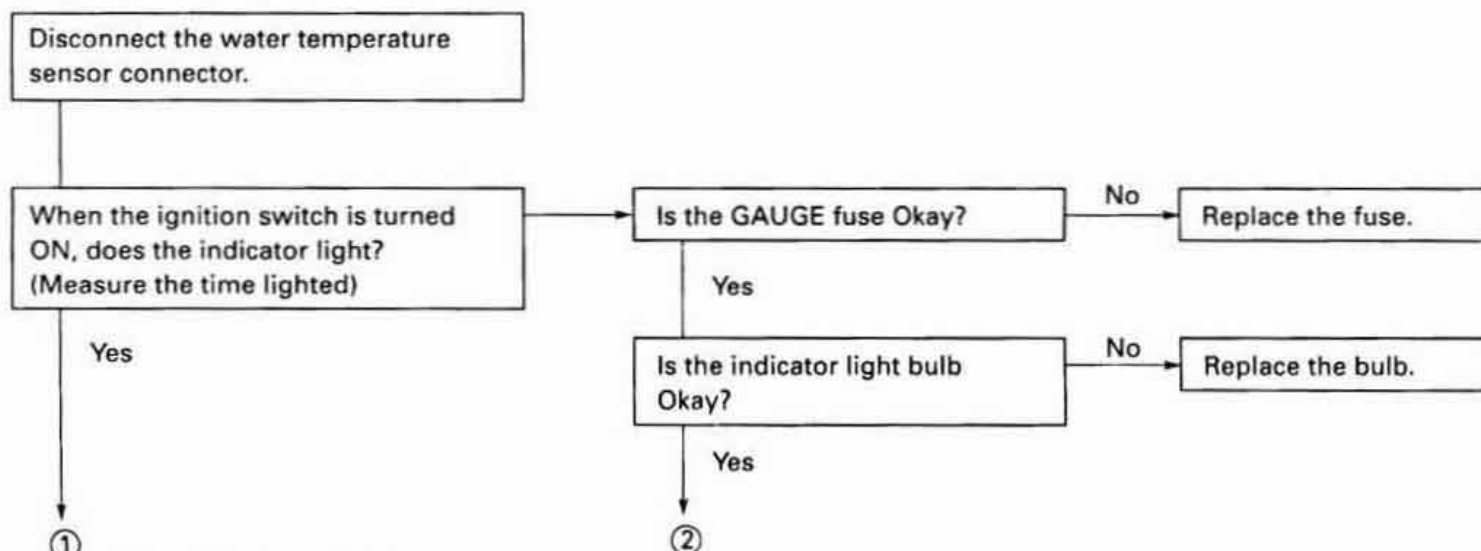 Disconnect the water temperature
sensor connector.
When the ignition switch is turned
ON, does the indicator light?
(Measure the time lighted)
Is the GAUGE fuse Okay?
No
Replace the fuse.
Yes
Yes
Is the indicator light bulb
Okay?
No
Replace the bulb.
Yes
①
②